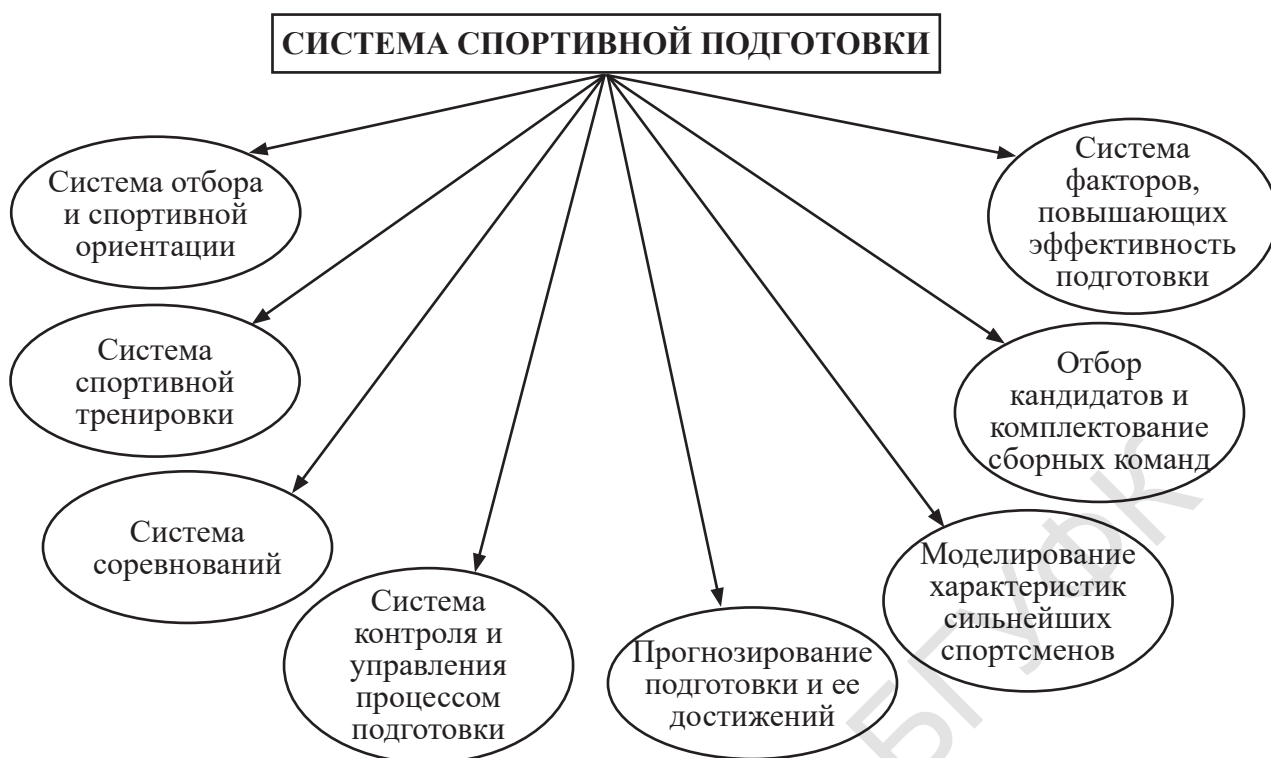 СИСТЕМА СПОРТИВНОЙ ПОДГОТОВКИ
Система отбора
и спортивной
ориентации
Система
спортивной
тренировки
Система
соревнований
Система
контроля и
управления
процессом
подготовки
Прогнозирование
подготовки и ее
достижений
Моделирование
характеристик
сильнейших
спортсменов
Отбор
кандидатов и
комплектование
сборных команд
Система
факторов,
повышающих
эффективность
подготовки
БГУФК